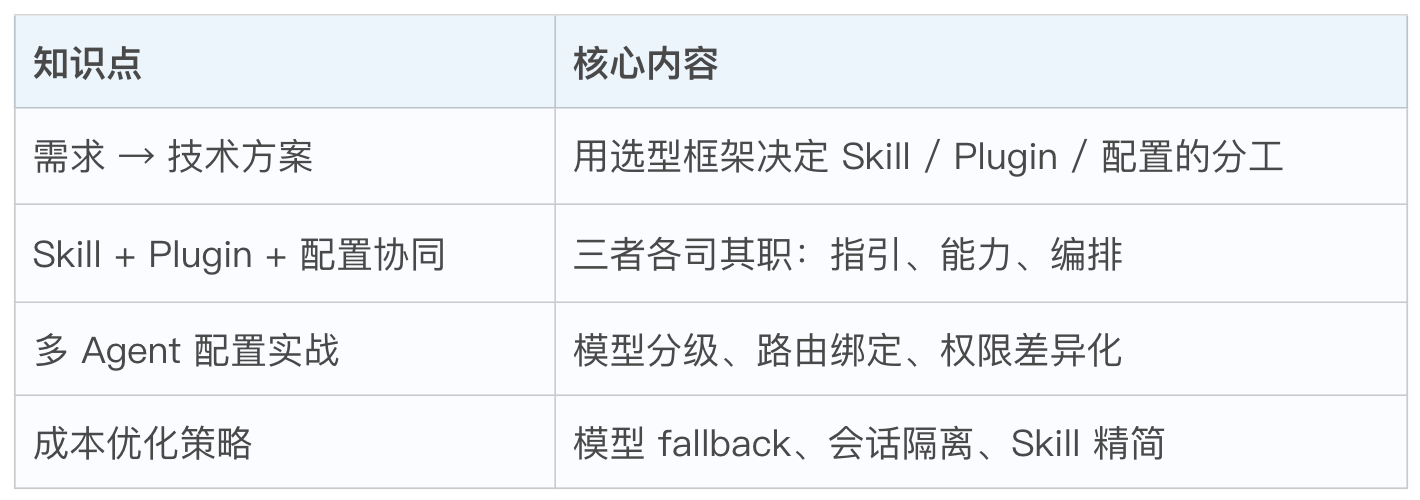 知识点 核心内容
需求 → 技术方案 用选型框架决定 Skill / Plugin / 配置的分工
Skill + Plugin + 配置协同 三者各司其职：指引、能力、编排
多 Agent 配置实战 模型分级、路由绑定、权限差异化
成本优化策略 模型 fallback、会话隔离、Skill 精简